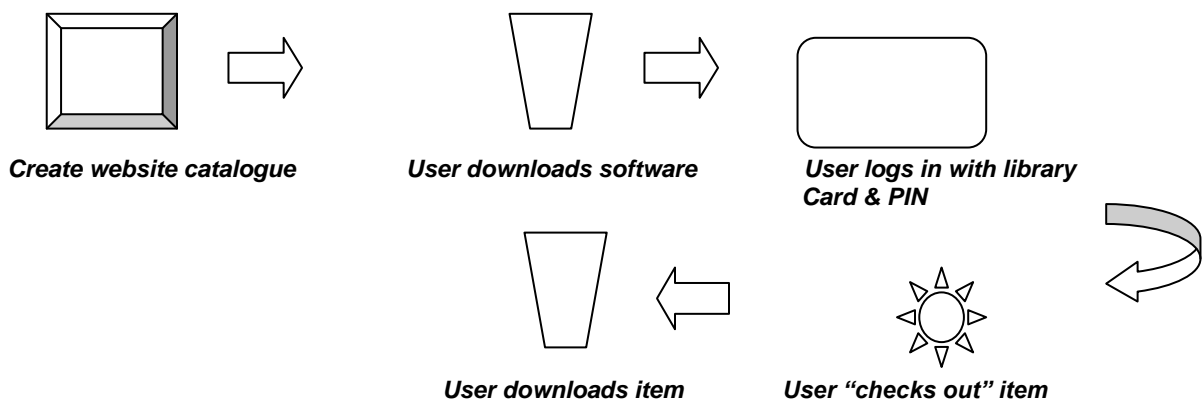 Create website catalogue
User downloads software
User logs in with library
Card & PIN
User “checks out” item
User downloads item